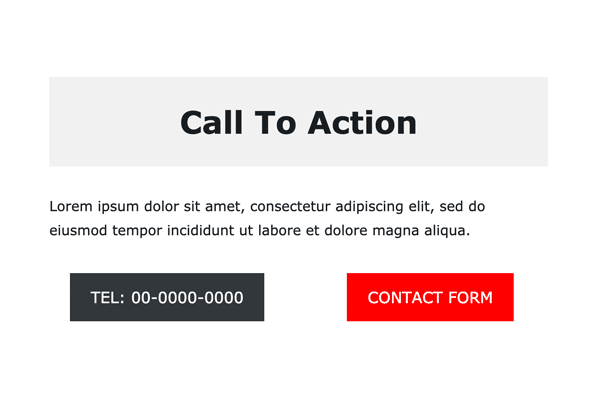 Call To Action
Lorem ipsum dolor sit amet, consectetur adipiscing elit, sed do
eiusmod tempor incididunt ut labore et dolore magna aliqua.
TEL: 00-0000-0000
CONTACT FORM